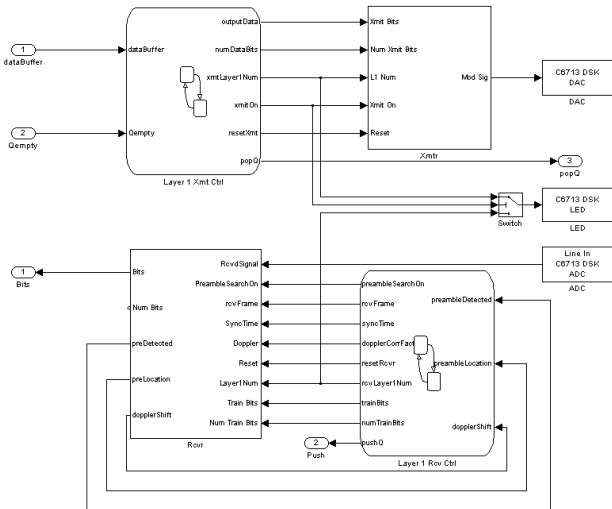 1
dataBuffer
2
Qempty
dataBuffer
Qempty
outputData
numDataBits
xmtLayer1Num
xmitOn
resetXmt
popQ
Layer 1 Xmt Ctrl
Xmit Bits
Num Xmit Bits
L1 Num
Xmit On
Reset
Mod Sig
Xmtr
C6713 DSK
DAC
DAC
3
popQ
Switch
C6713 DSK
LED
LED
Line In
C6713 DSK
ADC
ADC
1
Bits
Bits
Num Bits
preDetected
preLocation
dopplerShift
RcvdSignal
PreambleSearchOn
rcvFrame
SyncTime
Doppler
Reset
Layer1Num
Train Bits
Num Train Bits
Rcvr
preambleSearchOn
rcvFrame
syncTime
dopplerCorrFact
resetRcvr
rcvLayer1Num
trainBits
numTrainBits
pushQ
preambleDetected
preambleLocation
dopplerShift
Layer 1 Rcv Ctrl
2
Push